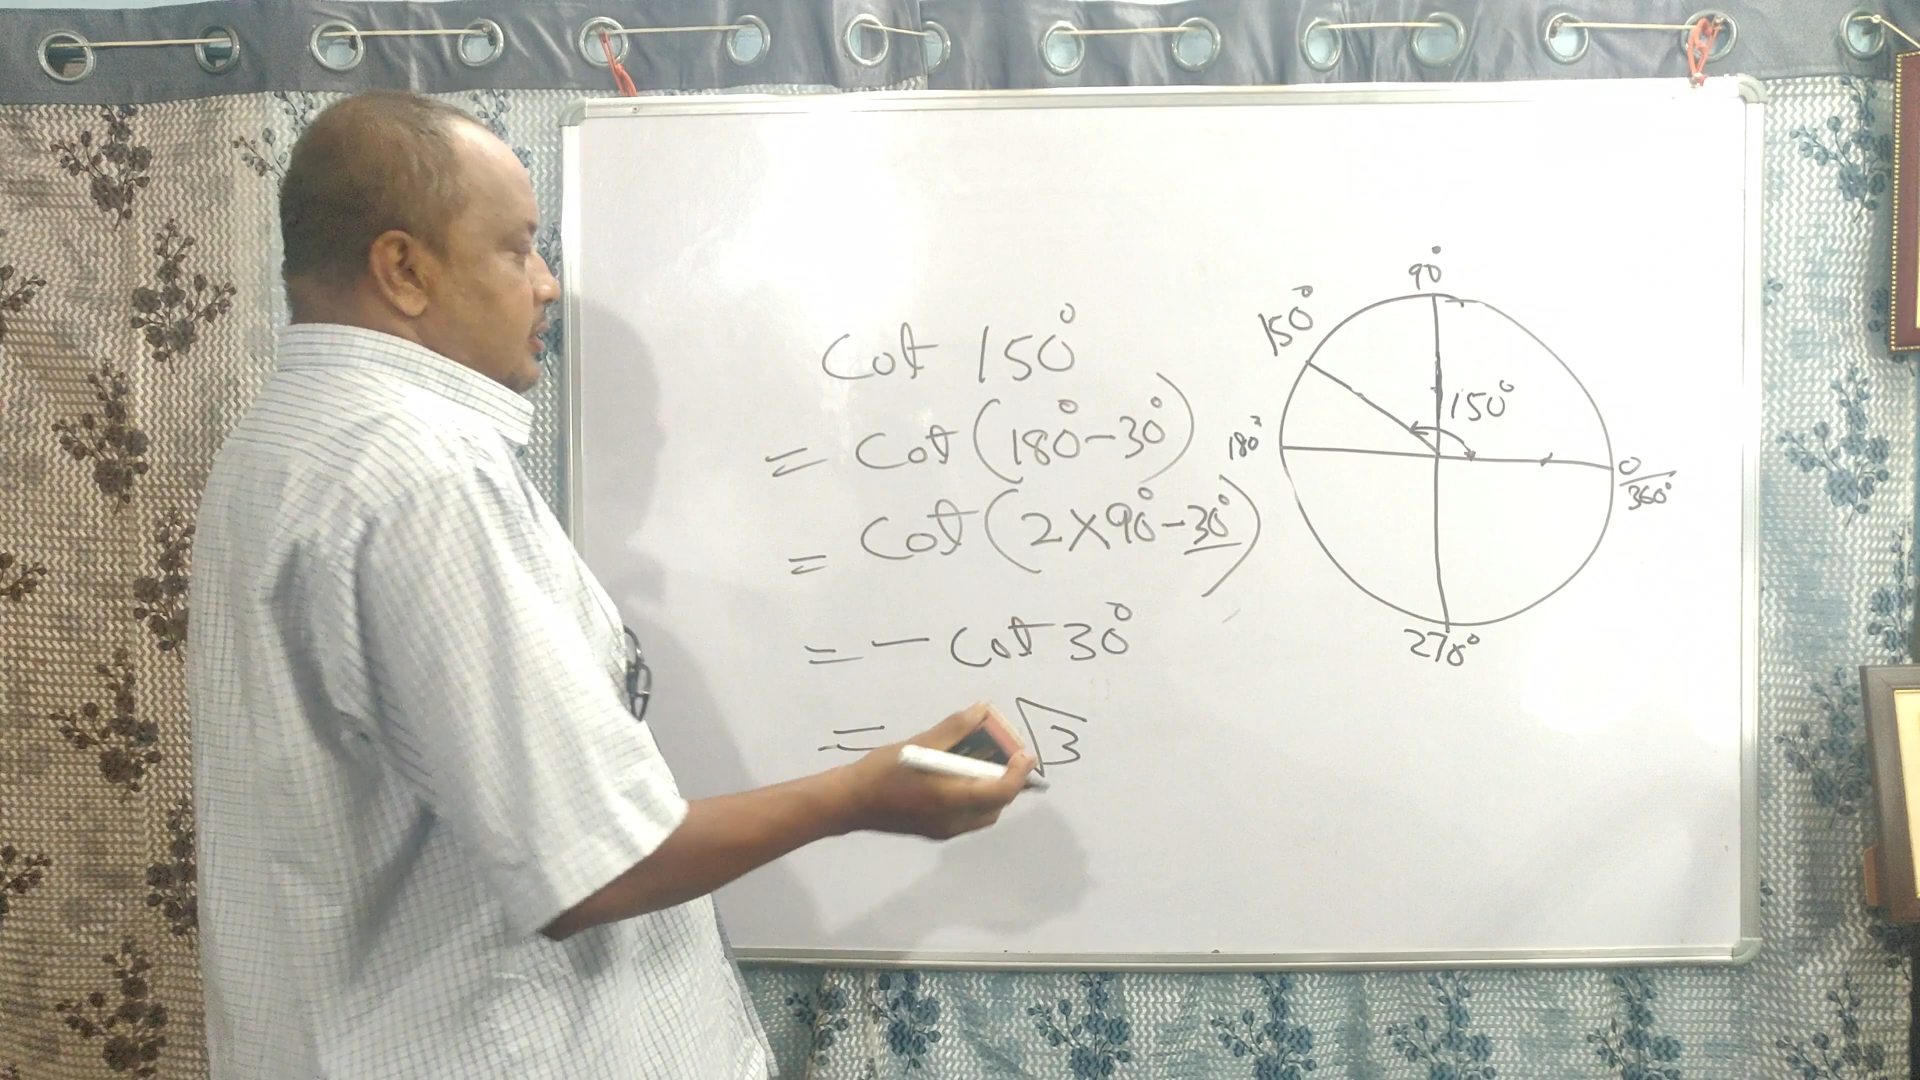 Cot 150°
= Cot (180° - 30°)
= Cot (2 × 90° - 30°)
= - Cot 30°
= √3
90°
150°
150°
180°
0
360°
270°